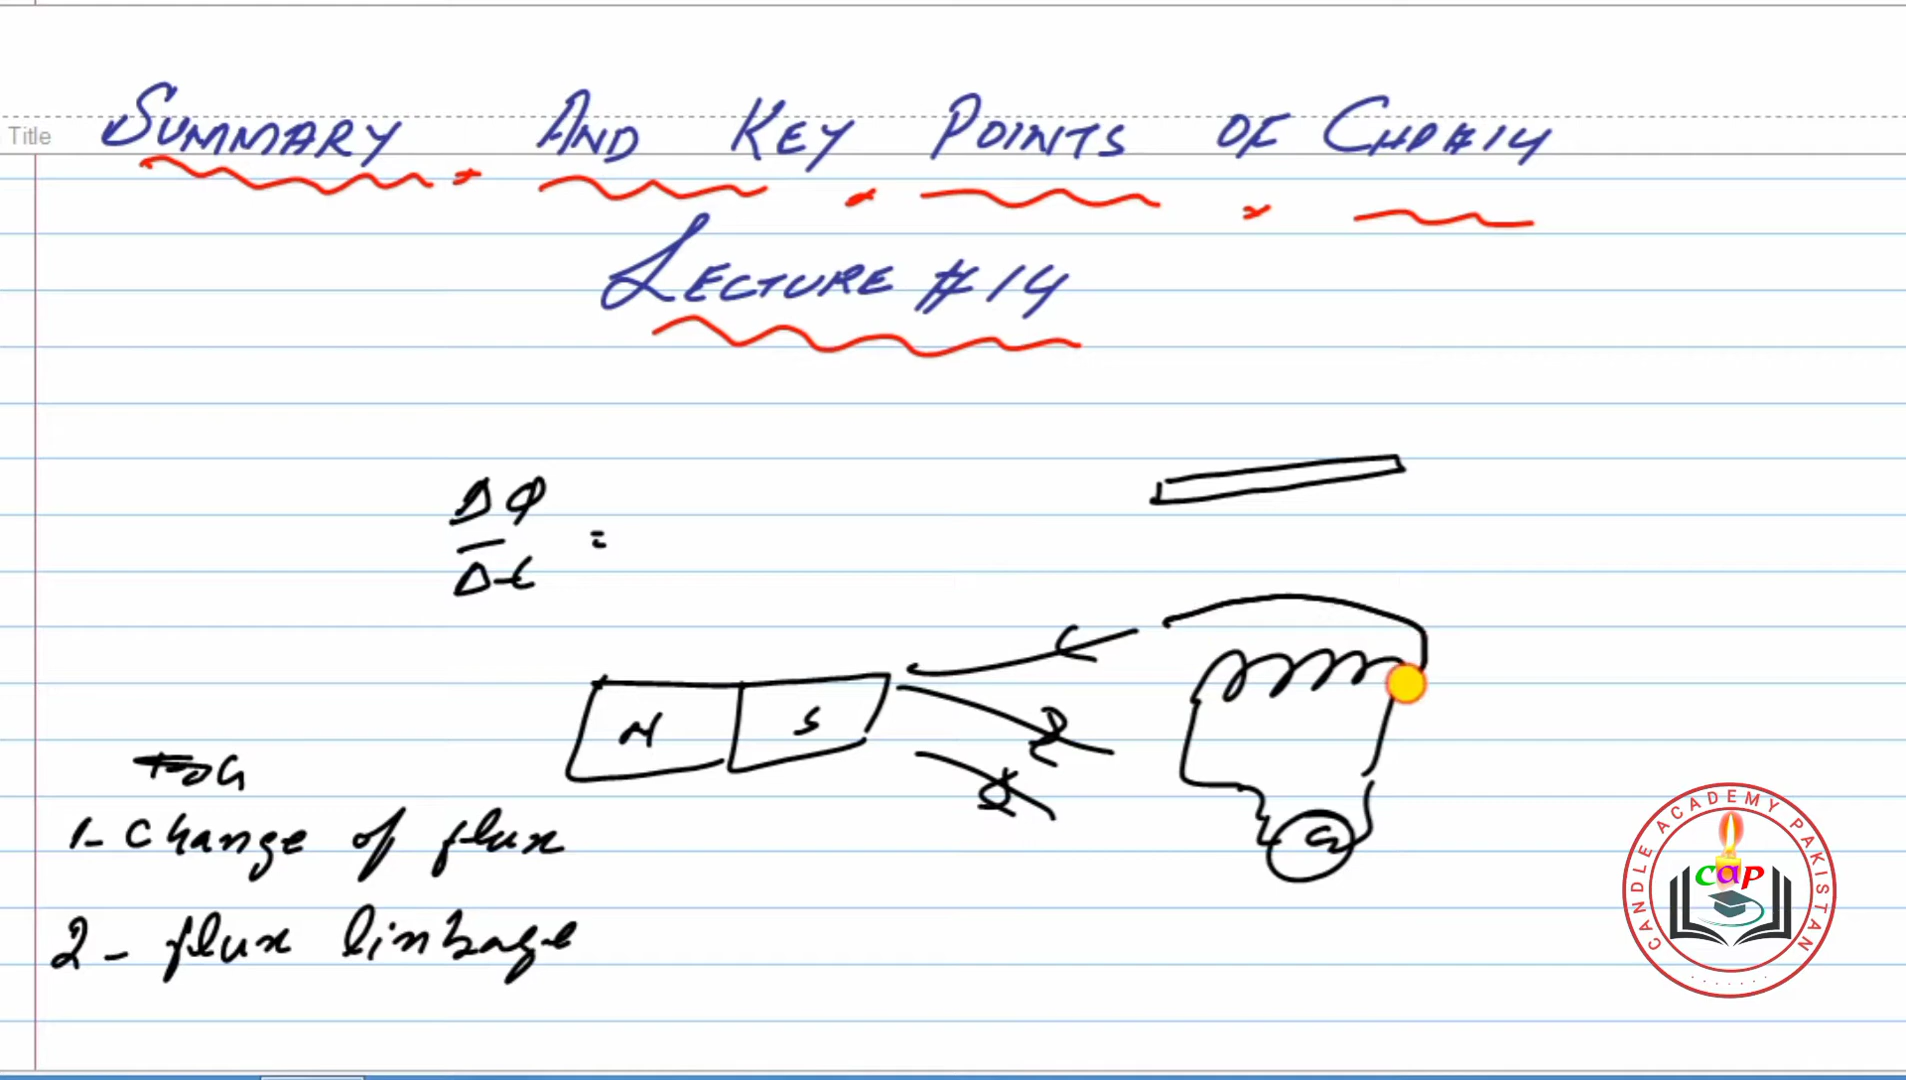 Title
SUMMARY AND KEY POINTS OF CHP#14
LECTURE #14
Δφ
=
Δt
N S
G
1- Change of flux
G
2- flux linkage
CANDLE ACADEMY PAKISTAN
cap